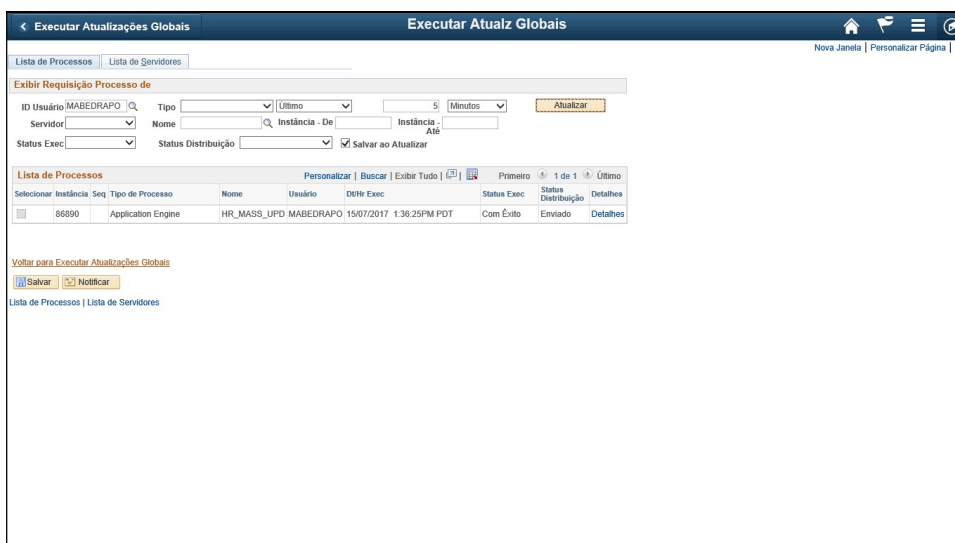 Executar Atualizações Globais
Executar Atualz Globais
Nova Janela | Personalizar Página |
Lista de Processos Lista de Servidores
Exibir Requisição Processo de
ID Usuário MABEDRAPO Tipo Último 5 Minutos Atualizar
Servidor Nome Instância - De Instância - Até
Status Exec Status Distribuição Salvar ao Atualizar
Lista de Processos Personalizar | Buscar | Exibir Tudo | | Primeiro 1 de 1 Último
Selecionar Instância Seq Tipo de Processo Nome Usuário Dt/Hr Exec Status Exec Status Distribuição Detalhes
86890 Application Engine HR_MASS_UPD MABEDRAPO 15/07/2017 1:36:25PM PDT Com Êxito Enviado Detalhes
Voltar para Executar Atualizações Globais
Salvar Notificar
Lista de Processos | Lista de Servidores